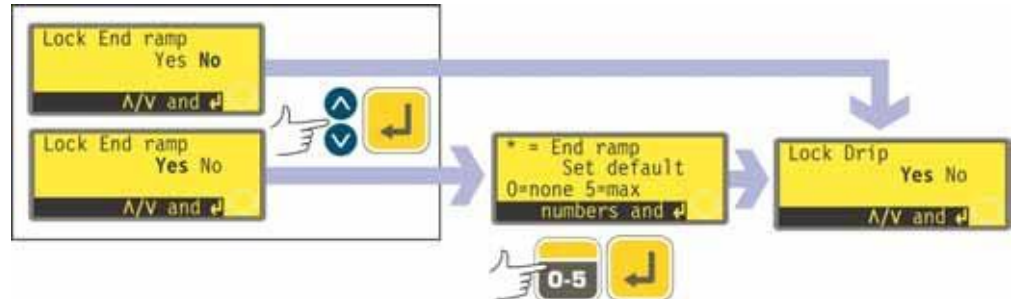 Lock End ramp
Yes No
Λ/V and ↵
Lock End ramp
Yes No
Λ/V and ↵
* = End ramp
Set default
0=none 5=max
numbers and ↵
0-5
Lock Drip
Yes No
Λ/V and ↵